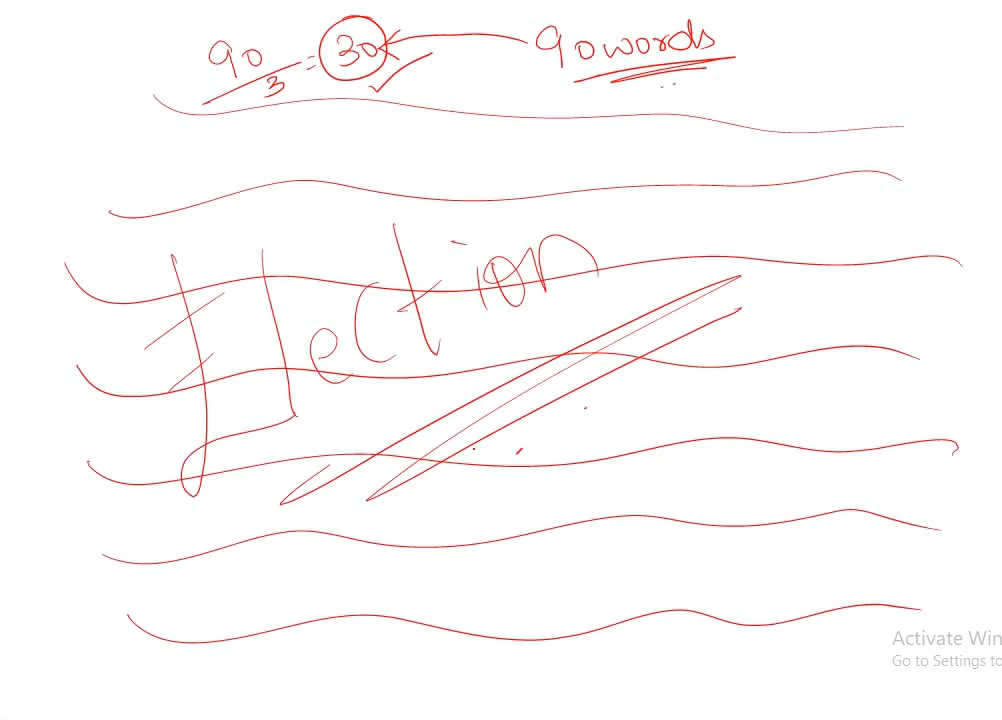 90/3 = 30 90 words
Election
Activate Win
Go to Settings to